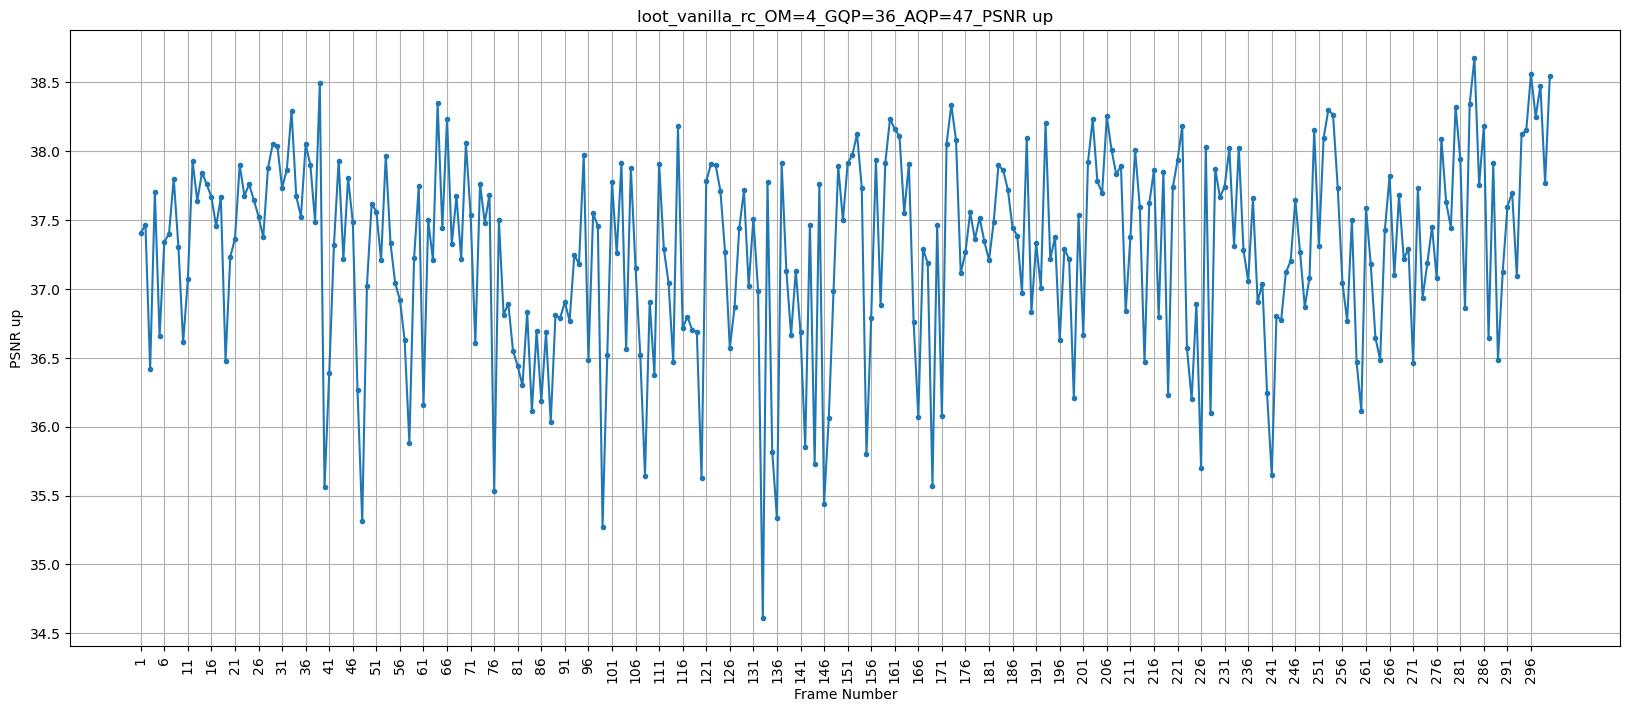 loot_vanilla_rc_OM=4_GQP=36_AQP=47_PSNR up
PSNR up
38.5
38.0
37.5
37.0
36.5
36.0
35.5
35.0
34.5
1 6 11 16 21 26 31 36 41 46 51 56 61 66 71 76 81 86 91 96 101 106 111 116 121 126 131 136 141 146 151 156 161 166 171 176 181 186 191 196 201 206 211 216 221 226 231 236 241 246 251 256 261 266 271 276 281 286 291 296
Frame Number